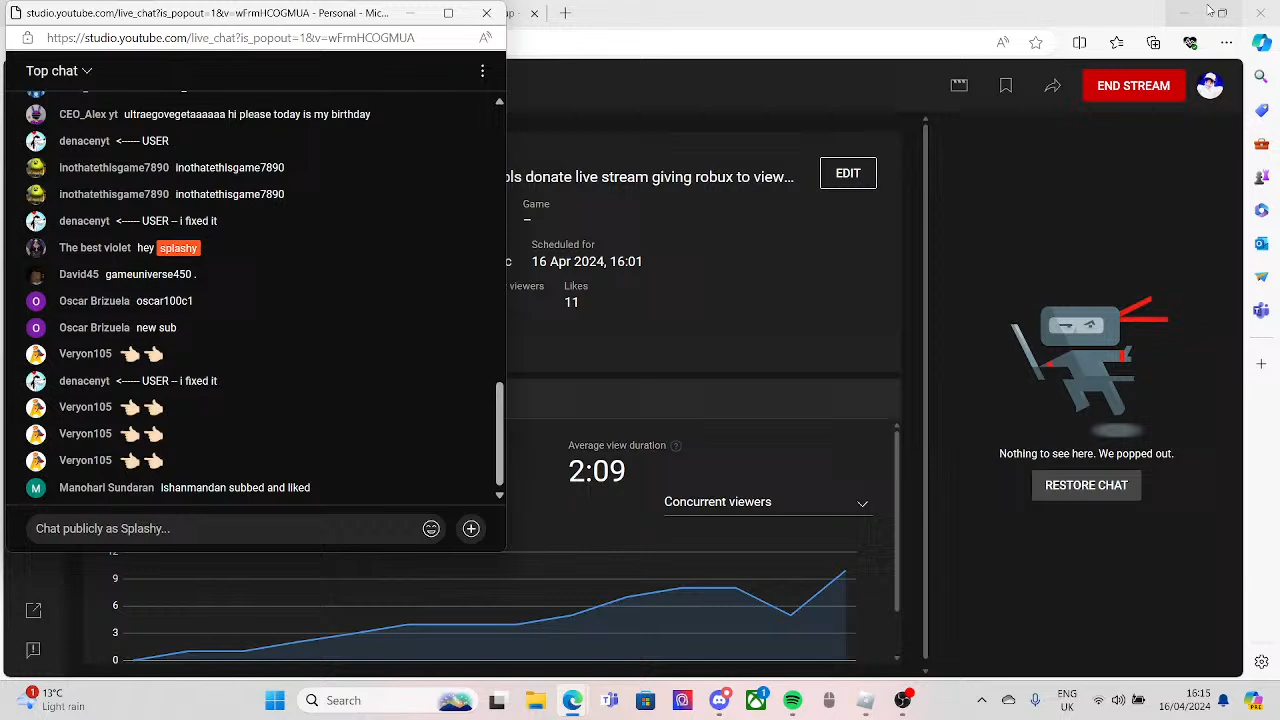 studio.youtube.com/live_chat?is_popout=1&v=wFrmHCOGMUA - Personal - Mic...
https://studio.youtube.com/live_chat?is_popout=1&v=wFrmHCOGMUA
Top chat
CEO_Alex yt ultraegovegetaaaaaa hi please today is my birthday
denacenyt <----- USER
inothatethisgame7890 inothatethisgame7890
inothatethisgame7890 inothatethisgame7890
denacenyt <----- USER -- i fixed it
The best violet hey splashy
David45 gameuniverse450 .
Oscar Brizuela oscar100c1
Oscar Brizuela new sub
Veryon105
denacenyt <----- USER -- i fixed it
Veryon105
Veryon105
Veryon105
M Manoharl Sundaran ishanmandan subbed and liked
Chat publicly as Splashy...
END STREAM
ols donate live stream giving robux to view...
EDIT
Game
–
Scheduled for
16 Apr 2024, 16:01
viewers
Likes
11
Average view duration
2:09
Concurrent viewers
12
9
6
3
0
Nothing to see here. We popped out.
RESTORE CHAT
1
13°C
Light rain
Search
1
ENG
UK
16:15
16/04/2024
PRE